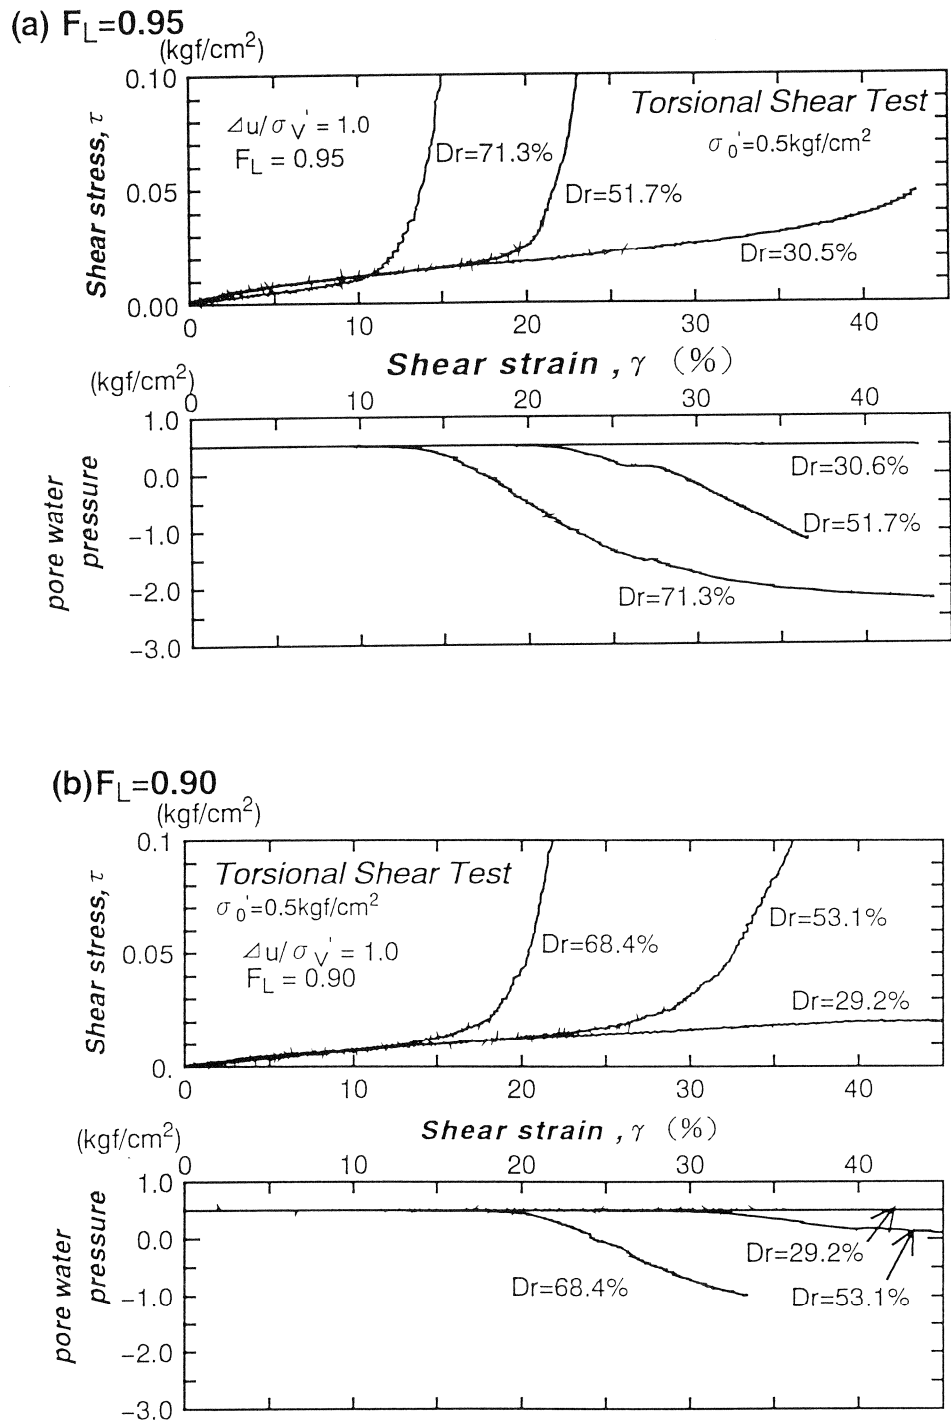 (a) F_L=0.95
(kgf/cm²)
0.10
0.05
0.00
Shear stress, τ
⊿u/σ_v' = 1.0
F_L = 0.95
Torsional Shear Test
σ_0'=0.5kgf/cm²
Dr=71.3%
Dr=51.7%
Dr=30.5%
0 10 20 30 40
Shear strain , γ (%)
(kgf/cm²)
0 10 20 30 40
1.0
0.0
−1.0
−2.0
−3.0
pore water
pressure
Dr=30.6%
Dr=51.7%
Dr=71.3%
(b)F_L=0.90
(kgf/cm²)
0.1
0.05
0.
Shear stress, τ
Torsional Shear Test
σ_0'=0.5kgf/cm²
⊿u/σ_v' = 1.0
F_L = 0.90
Dr=68.4%
Dr=53.1%
Dr=29.2%
0 10 20 30 40
Shear strain , γ (%)
(kgf/cm²)
0 10 20 30 40
1.0
0.0
−1.0
−2.0
−3.0
pore water
pressure
Dr=29.2%
Dr=68.4%
Dr=53.1%